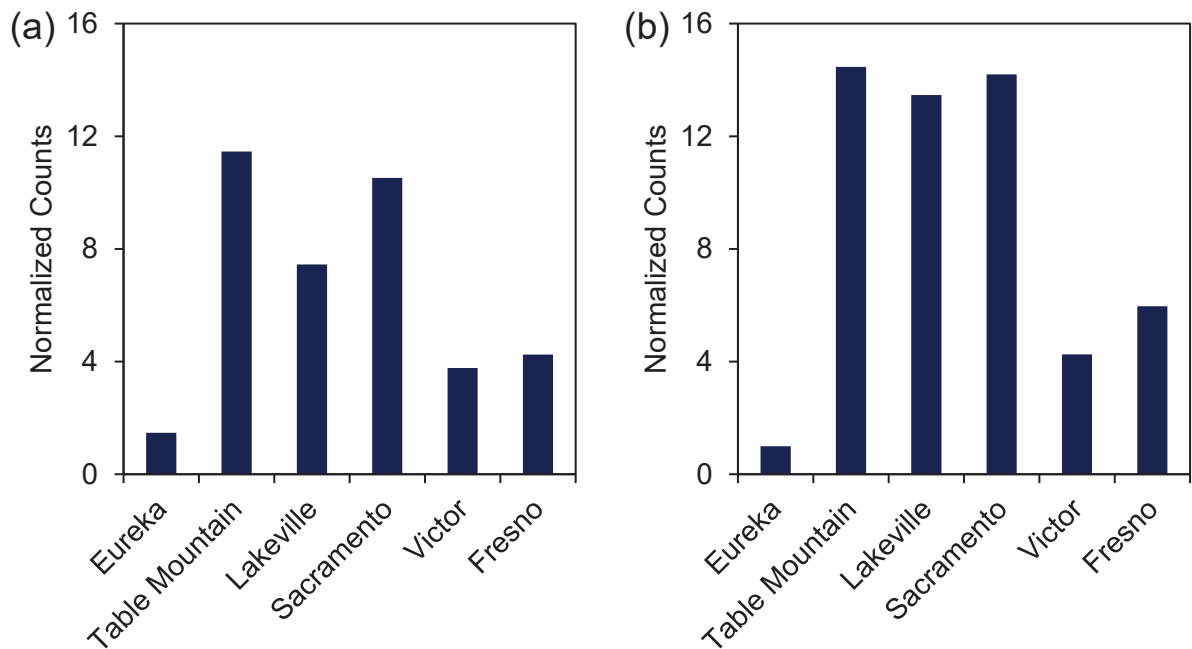 (a)
16
12
8
4
0
Normalized Counts
Eureka
Table Mountain
Lakeville
Sacramento
Victor
Fresno
(b)
16
12
8
4
0
Normalized Counts
Eureka
Table Mountain
Lakeville
Sacramento
Victor
Fresno